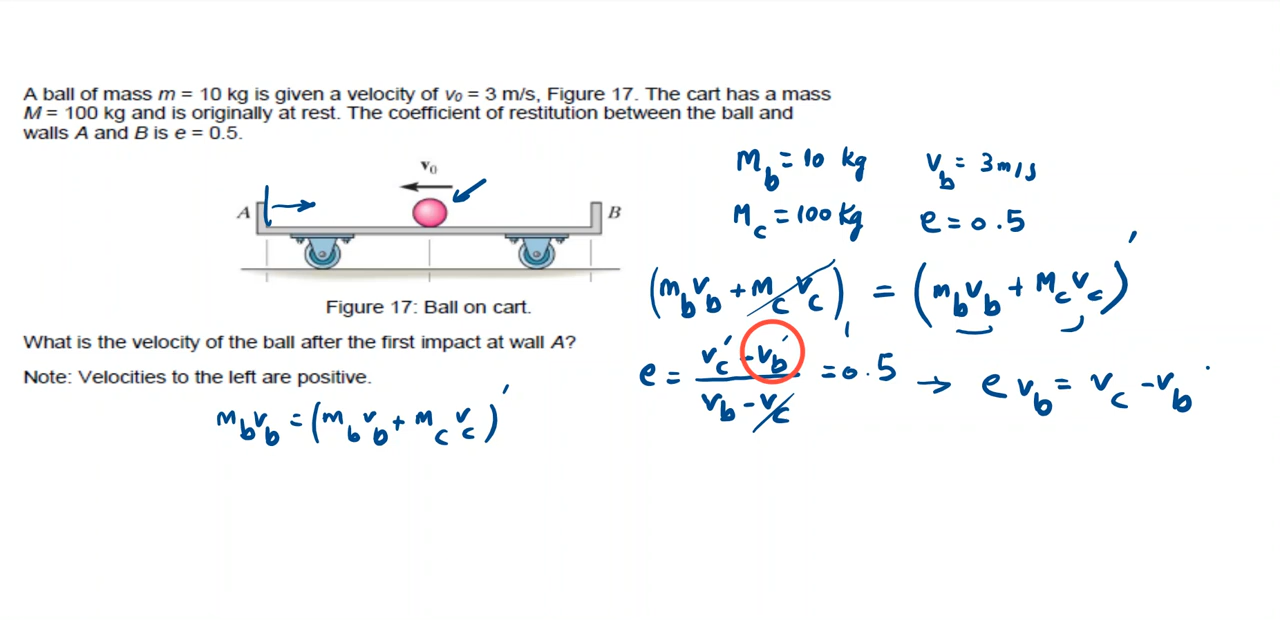 A ball of mass m = 10 kg is given a velocity of v₀ = 3 m/s, Figure 17. The cart has a mass
M = 100 kg and is originally at rest. The coefficient of restitution between the ball and
walls A and B is e = 0.5.
v₀
A
B
Figure 17: Ball on cart.
What is the velocity of the ball after the first impact at wall A?
Note: Velocities to the left are positive.
M_b = 10 kg v_b = 3 m/s
M_c = 100 kg e = 0.5
(m_b v_b + M_c v_c) = (m_b v_b + M_c v_c)'
e = (v_c' - v_b') / (v_b - v_c) = 0.5 → e v_b = v_c - v_b
m_b v_b = (m_b v_b + M_c v_c)'